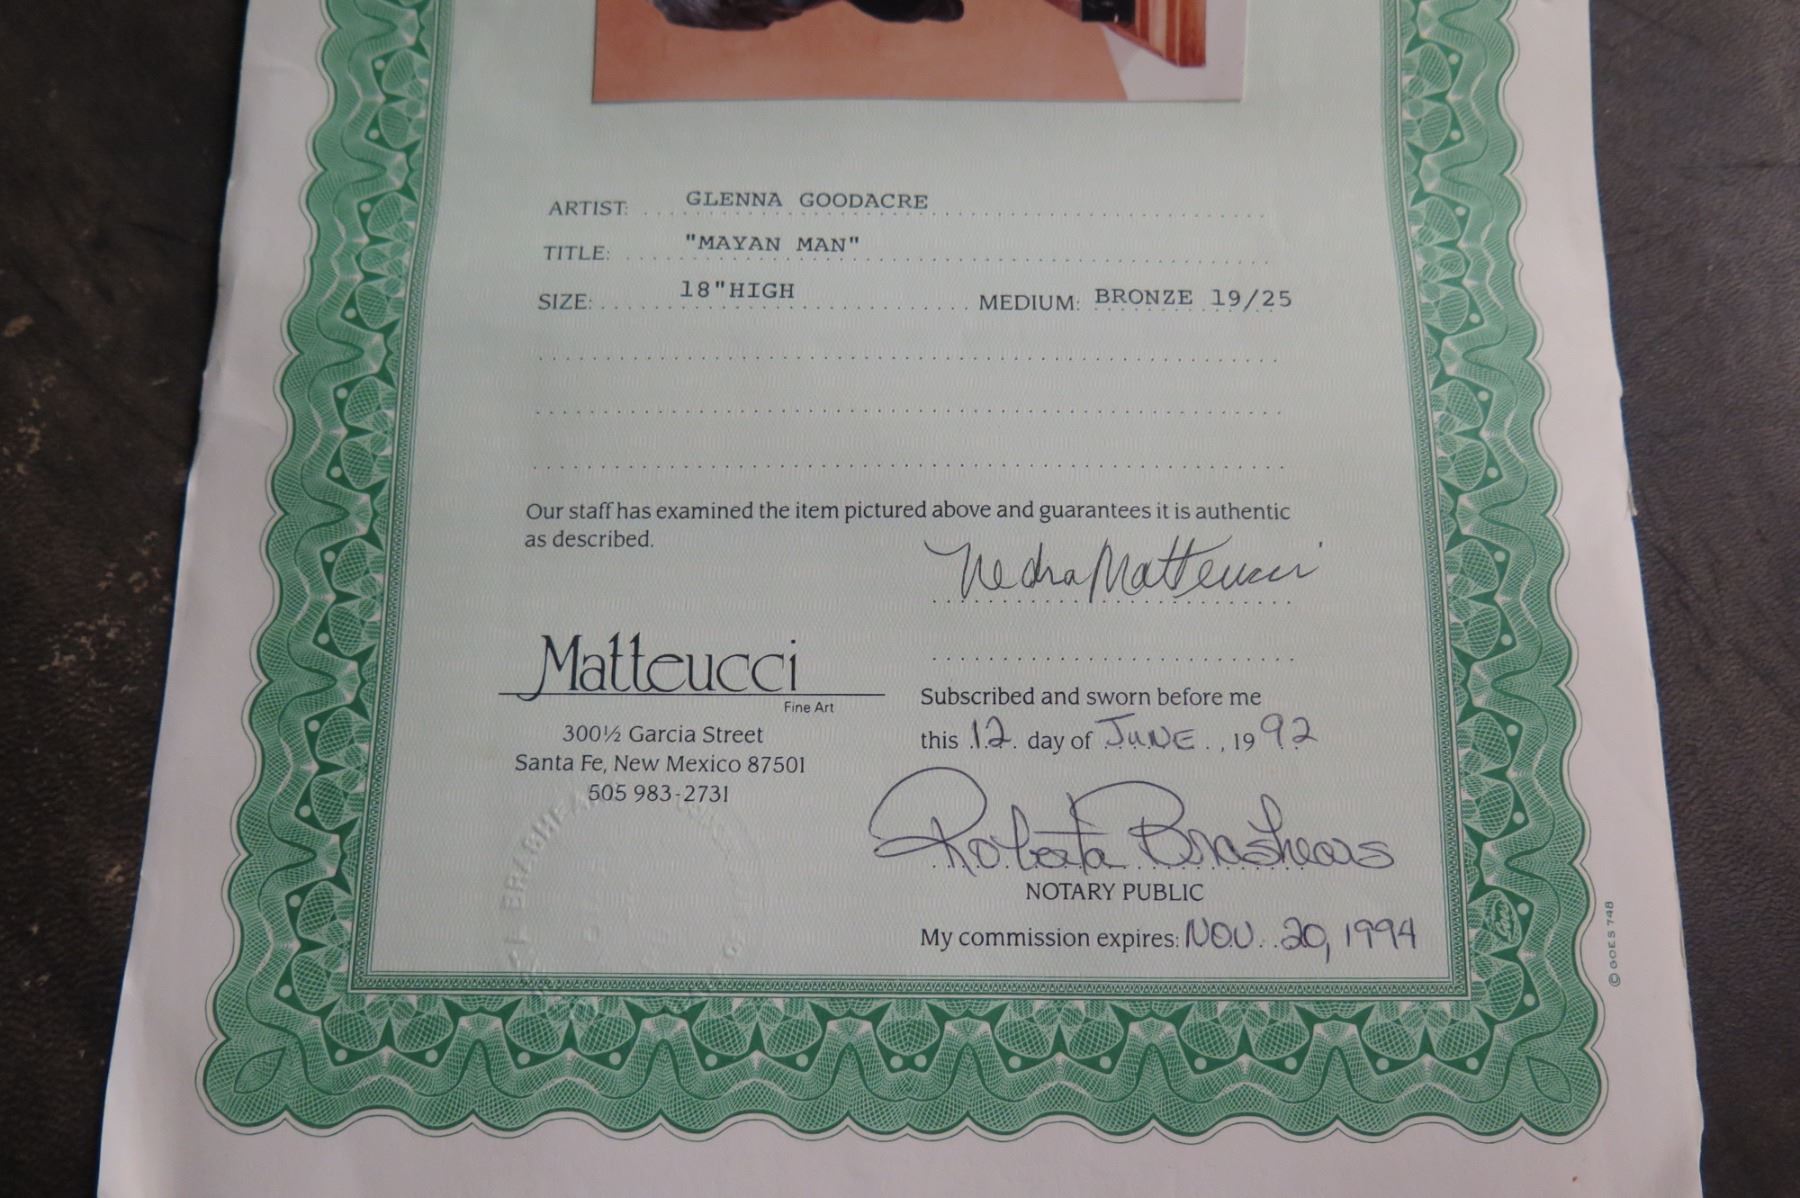 ARTIST: GLENNA GOODACRE
TITLE: "MAYAN MAN"
SIZE: 18"HIGH MEDIUM: BRONZE 19/25
Our staff has examined the item pictured above and guarantees it is authentic
as described.
Nedra Matteucci
Matteucci
Fine Art
300½ Garcia Street
Santa Fe, New Mexico 87501
505 983-2731
Subscribed and sworn before me
this 12 day of JUNE, 1992
Roberta Brashears
NOTARY PUBLIC
My commission expires: NOV. 20, 1994
© GOES 748